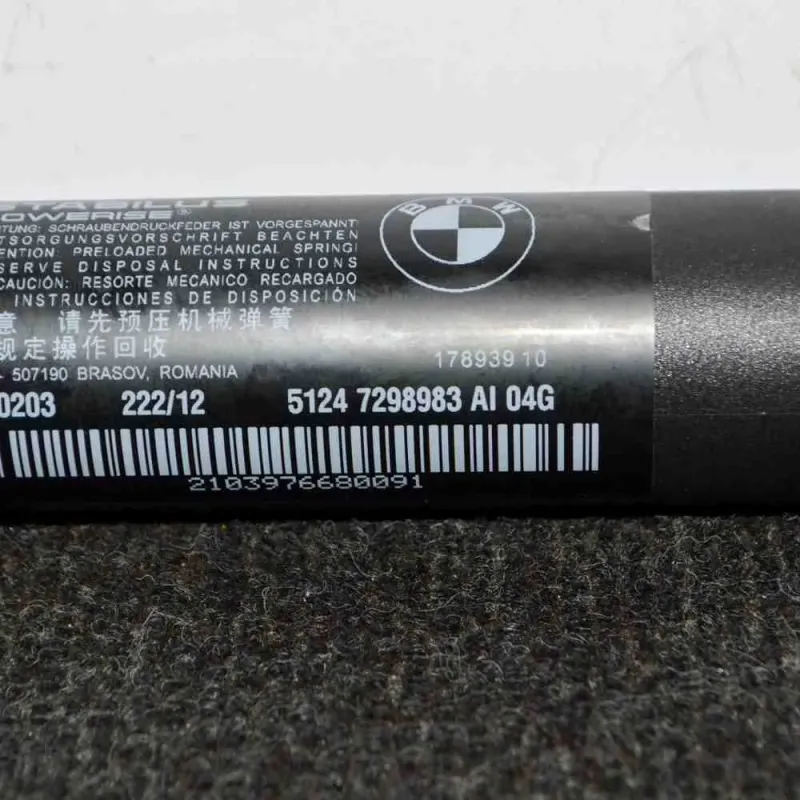 STABILUS
POWERISE®
ACHTUNG: SCHRAUBENDRUCKFEDER IST VORGESPANNT
ENTSORGUNGSVORSCHRIFT BEACHTEN
ATTENTION: PRELOADED MECHANICAL SPRING!
OBSERVE DISPOSAL INSTRUCTIONS
PRECAUCIÓN: RESORTE MECANICO RECARGADO
INSTRUCCIONES DE DISPOSICIÓN
意 请先预压机械弹簧
规定操作回收
507190 BRASOV, ROMANIA
1789390
0203 222/12 5124 7298983 AI 04G
2103976680091
BMW